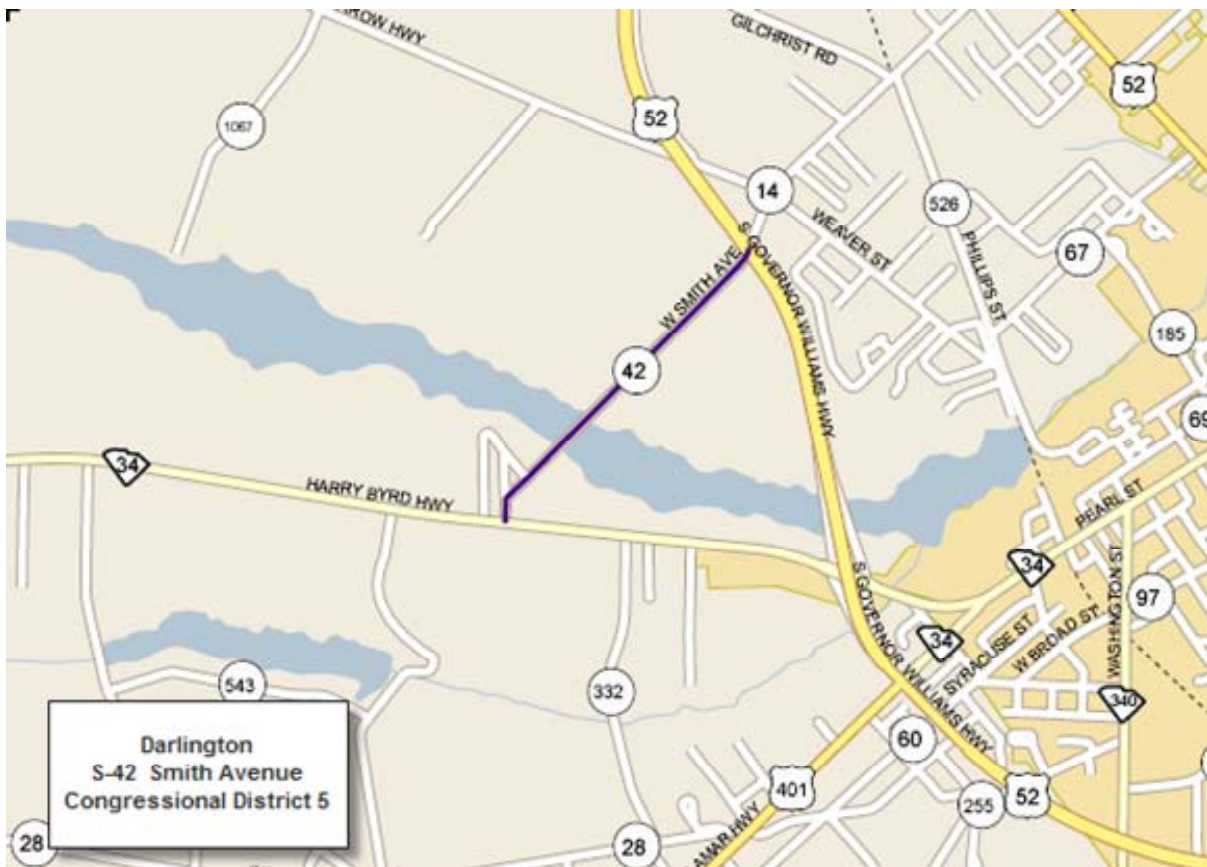 ROW HWY
GILCHRIST RD
52
52
1067
14
526
WEAVER ST
67
S GOVERNOR WILLIAMS HWY
W SMITH AVE
PHILLIPS ST
185
42
69
34
HARRY BYRD HWY
PEARL ST
34
S GOVERNOR WILLIAMS HWY
WASHINGTON ST
97
34
SYRACUSE ST
W BROAD ST
543
332
340
60
401
52
255
28
AMAR HWY
28
Darlington
S-42 Smith Avenue
Congressional District 5